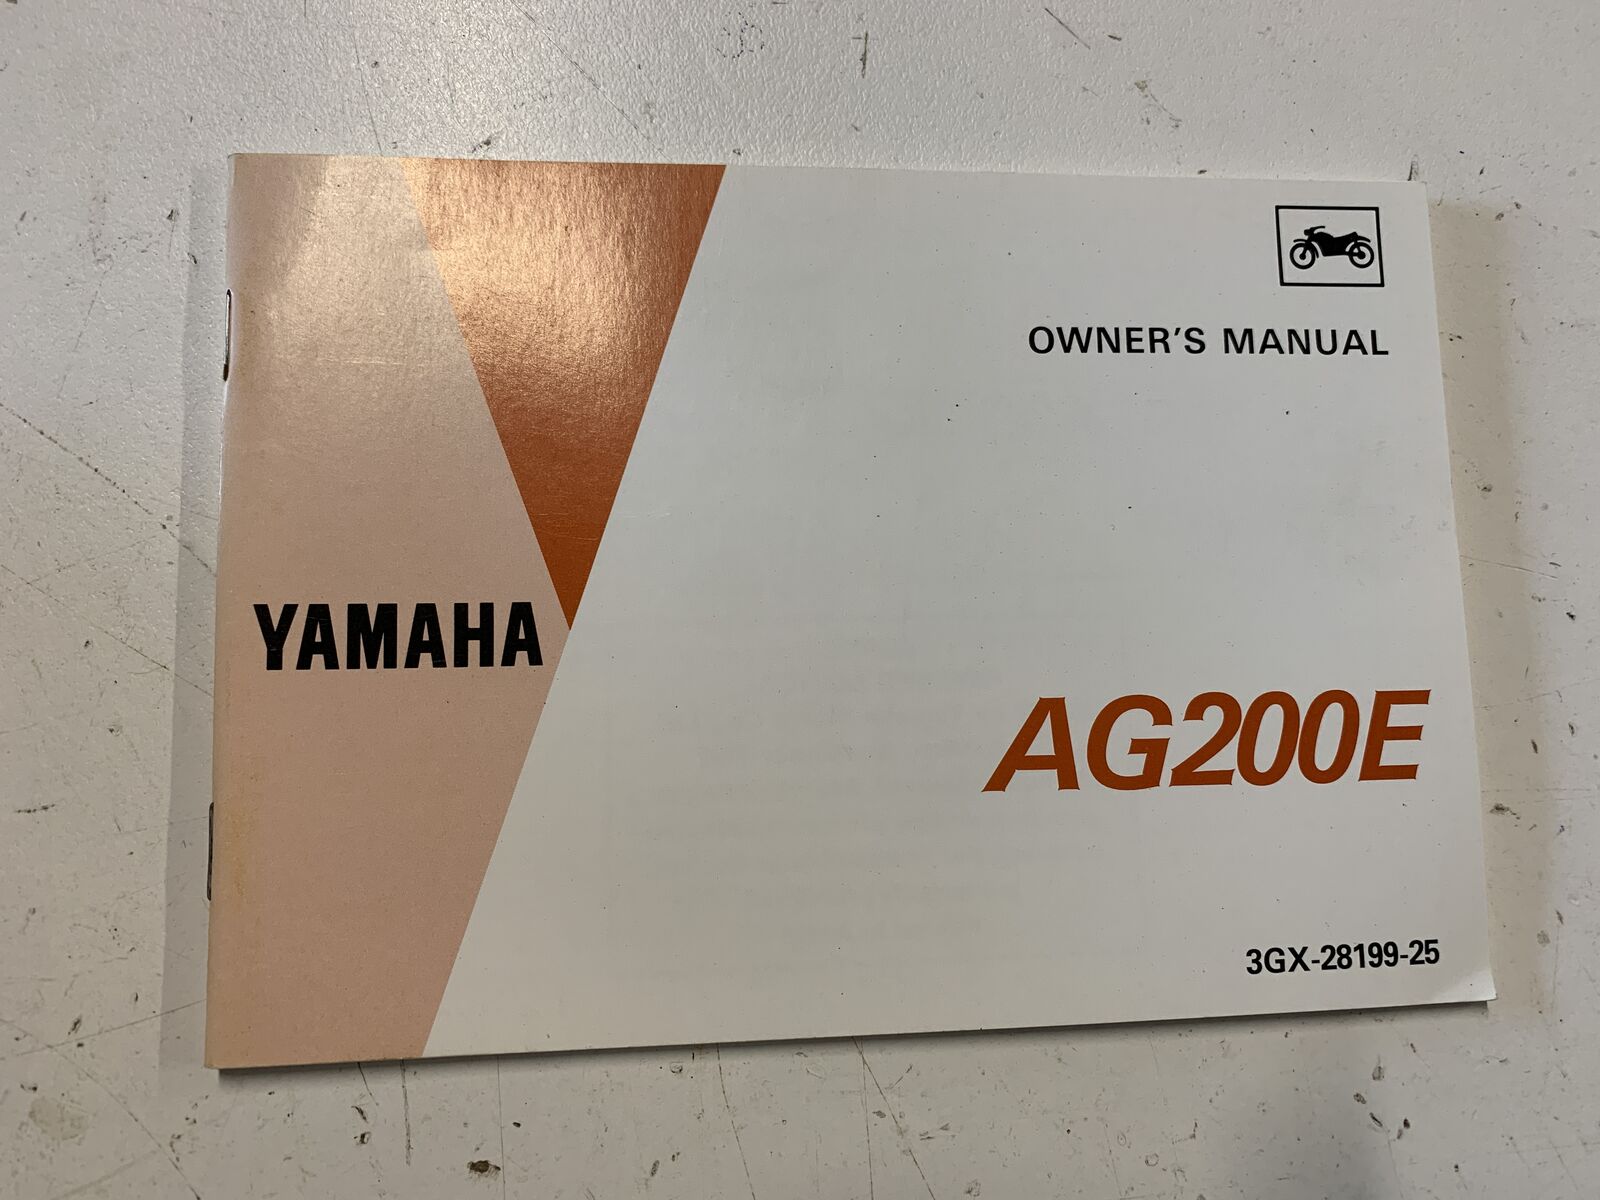 OWNER'S MANUAL
YAMAHA
AG200E
3GX-28199-25